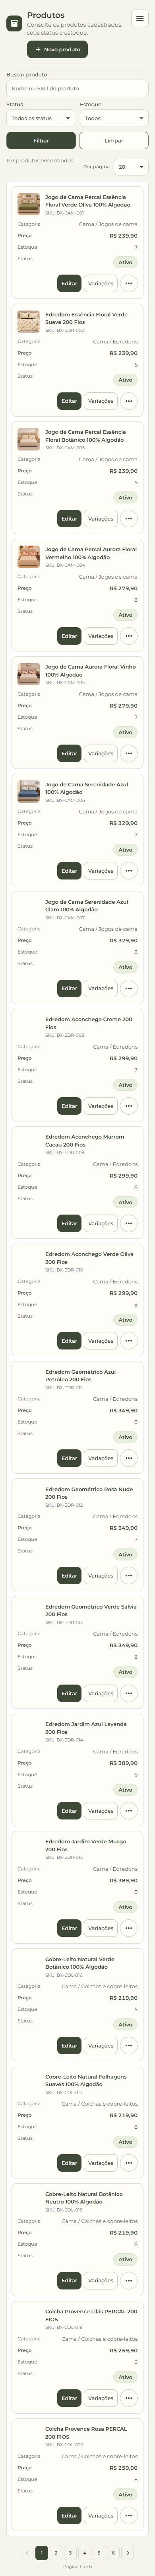 Produtos
Consulte os produtos cadastrados,
seus status e estoque.
Novo produto
Buscar produto
Nome ou SKU do produto
Status
Estoque
Todos os status
Todos
Filtrar
Limpar
103 produtos encontrados
Por página
20
Jogo de Cama Percal Essência
Floral Verde Oliva 100% Algodão
SKU: BX-CAM-001
Categoria
Cama / Jogos de cama
Preço
R$ 239,90
Estoque
3
Status
Ativo
Editar
Variações
Edredom Essência Floral Verde
Suave 200 Fios
SKU: BX-EDR-002
Categoria
Cama / Edredons
Preço
R$ 239,90
Estoque
5
Status
Ativo
Editar
Variações
Jogo de Cama Percal Essência
Floral Botânico 100% Algodão
SKU: BX-CAM-003
Categoria
Cama / Jogos de cama
Preço
R$ 239,90
Estoque
5
Status
Ativo
Editar
Variações
Jogo de Cama Percal Aurora Floral
Vermelho 100% Algodão
SKU: BX-CAM-004
Categoria
Cama / Jogos de cama
Preço
R$ 279,90
Estoque
8
Status
Ativo
Editar
Variações
Jogo de Cama Aurora Floral Vinho
100% Algodão
SKU: BX-CAM-005
Categoria
Cama / Jogos de cama
Preço
R$ 279,90
Estoque
7
Status
Ativo
Editar
Variações
Jogo de Cama Serenidade Azul
100% Algodão
SKU: BX-CAM-006
Categoria
Cama / Jogos de cama
Preço
R$ 329,90
Estoque
7
Status
Ativo
Editar
Variações
Jogo de Cama Serenidade Azul
Claro 100% Algodão
SKU: BX-CAM-007
Categoria
Cama / Jogos de cama
Preço
R$ 329,90
Estoque
8
Status
Ativo
Editar
Variações
Edredom Aconchego Creme 200
Fios
SKU: BX-EDR-008
Categoria
Cama / Edredons
Preço
R$ 299,90
Estoque
7
Status
Ativo
Editar
Variações
Edredom Aconchego Marrom
Cacau 200 Fios
SKU: BX-EDR-009
Categoria
Cama / Edredons
Preço
R$ 299,90
Estoque
8
Status
Ativo
Editar
Variações
Edredom Aconchego Verde Oliva
200 Fios
SKU: BX-EDR-010
Categoria
Cama / Edredons
Preço
R$ 299,90
Estoque
8
Status
Ativo
Editar
Variações
Edredom Geométrico Azul
Petróleo 200 Fios
SKU: BX-EDR-011
Categoria
Cama / Edredons
Preço
R$ 349,90
Estoque
8
Status
Ativo
Editar
Variações
Edredom Geométrico Rosa Nude
200 Fios
SKU: BX-EDR-012
Categoria
Cama / Edredons
Preço
R$ 349,90
Estoque
7
Status
Ativo
Editar
Variações
Edredom Geométrico Verde Sálvia
200 Fios
SKU: BX-EDR-013
Categoria
Cama / Edredons
Preço
R$ 349,90
Estoque
8
Status
Ativo
Editar
Variações
Edredom Jardim Azul Lavanda
200 Fios
SKU: BX-EDR-014
Categoria
Cama / Edredons
Preço
R$ 389,90
Estoque
6
Status
Ativo
Editar
Variações
Edredom Jardim Verde Musgo
200 Fios
SKU: BX-EDR-015
Categoria
Cama / Edredons
Preço
R$ 389,90
Estoque
8
Status
Ativo
Editar
Variações
Cobre-Leito Natural Verde
Botânico 100% Algodão
SKU: BX-COL-016
Categoria
Cama / Colchas e cobre-leitos
Preço
R$ 219,90
Estoque
5
Status
Ativo
Editar
Variações
Cobre-Leito Natural Folhagens
Suaves 100% Algodão
SKU: BX-COL-017
Categoria
Cama / Colchas e cobre-leitos
Preço
R$ 219,90
Estoque
8
Status
Ativo
Editar
Variações
Cobre-Leito Natural Botânico
Neutro 100% Algodão
SKU: BX-COL-018
Categoria
Cama / Colchas e cobre-leitos
Preço
R$ 219,90
Estoque
8
Status
Ativo
Editar
Variações
Colcha Provence Lilás PERCAL 200
FIOS
SKU: BX-COL-019
Categoria
Cama / Colchas e cobre-leitos
Preço
R$ 259,90
Estoque
6
Status
Ativo
Editar
Variações
Colcha Provence Rosa PERCAL
200 FIOS
SKU: BX-COL-020
Categoria
Cama / Colchas e cobre-leitos
Preço
R$ 259,90
Estoque
8
Status
Ativo
Editar
Variações
1 2 3 4 5 6
Página 1 de 6